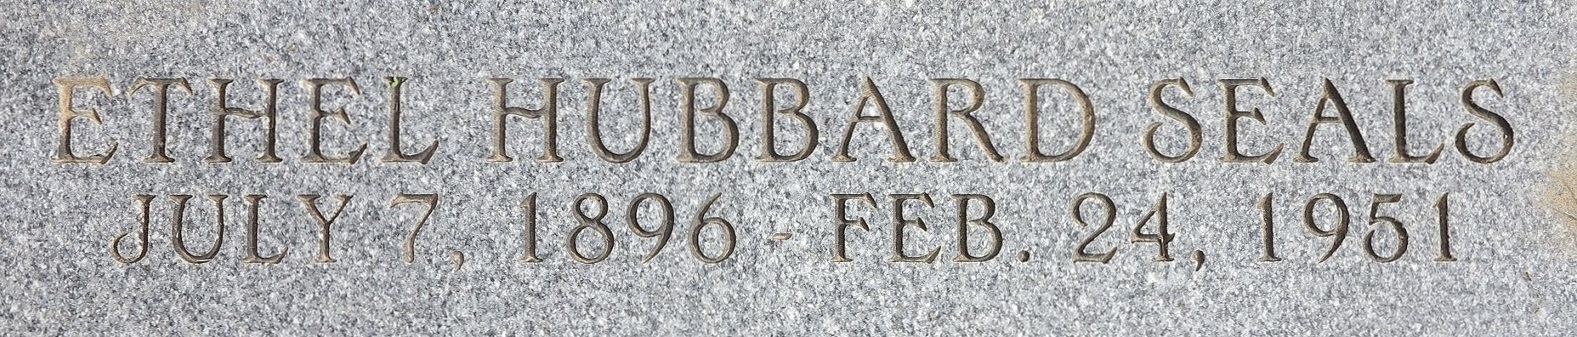 ETHEL HUBBARD SEALS
JULY 7, 1896 - FEB. 24, 1951